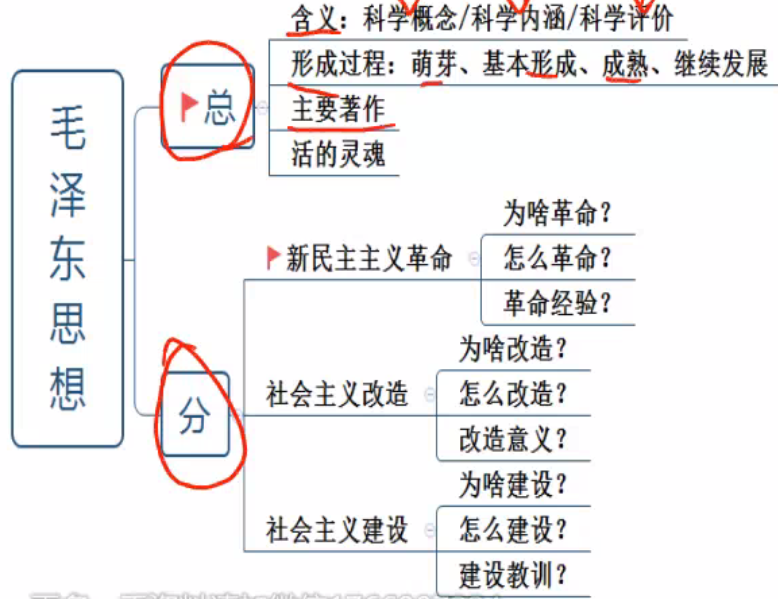 毛泽东思想
总
含义：科学概念/科学内涵/科学评价
形成过程：萌芽、基本形成、成熟、继续发展
主要著作
活的灵魂
分
新民主主义革命
为啥革命？
怎么革命？
革命经验？
社会主义改造
为啥改造？
怎么改造？
改造意义？
社会主义建设
为啥建设？
怎么建设？
建设教训？